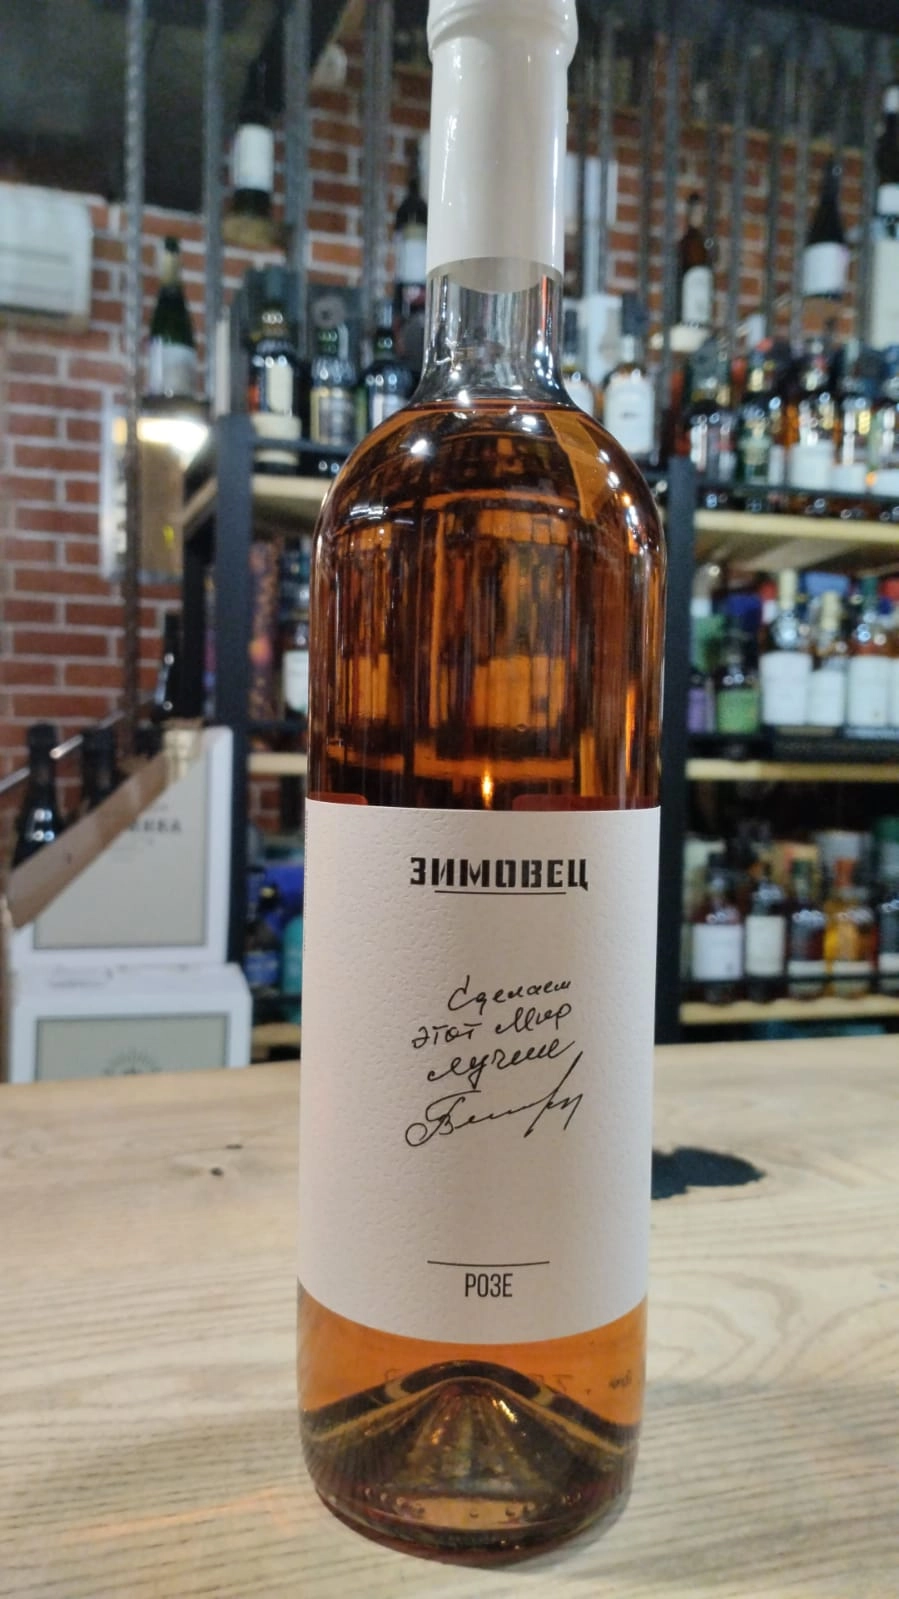 ЗИМОВЕЦ
Сделаем
этот Мир
лучше
РОЗЕ